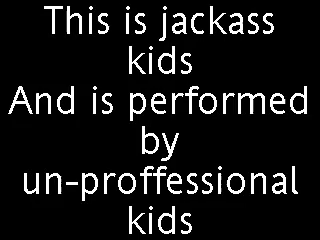 This is jackass
kids
And is performed
by
un-proffessional
kids